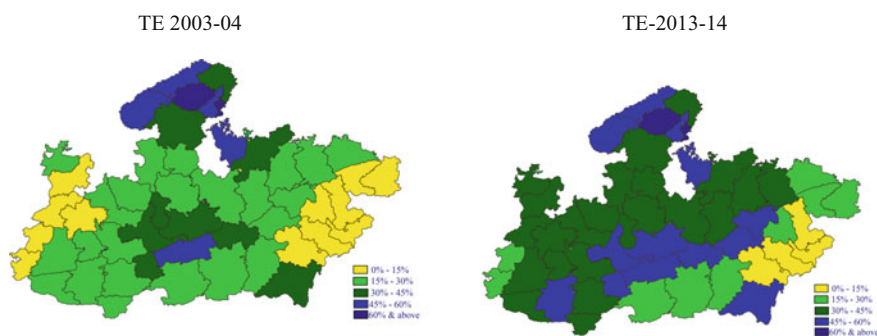 TE 2003-04
TE-2013-14
0% - 15%
15% - 30%
30% - 45%
45% - 60%
60% & above
0% - 15%
15% - 30%
30% - 45%
45% - 60%
60% & above